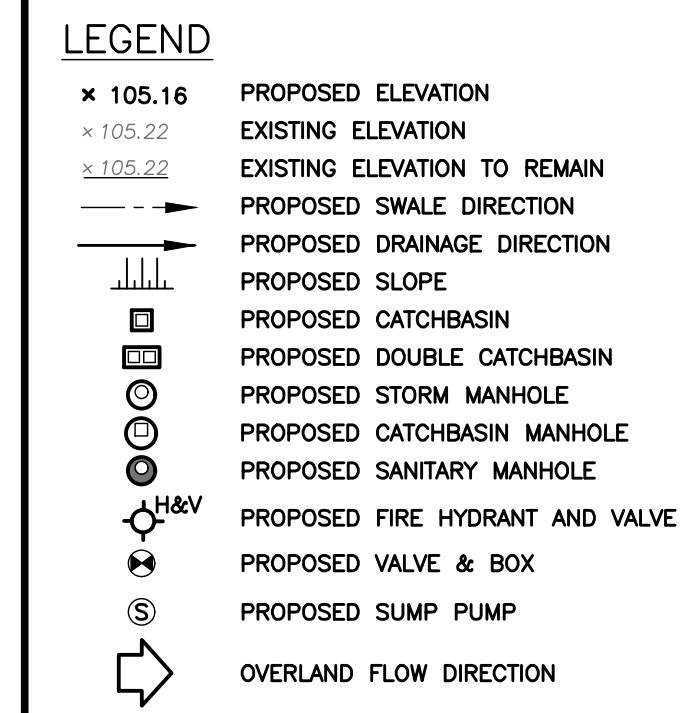 LEGEND
× 105.16 PROPOSED ELEVATION
× 105.22 EXISTING ELEVATION
× 105.22 EXISTING ELEVATION TO REMAIN
PROPOSED SWALE DIRECTION
PROPOSED DRAINAGE DIRECTION
PROPOSED SLOPE
PROPOSED CATCHBASIN
PROPOSED DOUBLE CATCHBASIN
PROPOSED STORM MANHOLE
PROPOSED CATCHBASIN MANHOLE
PROPOSED SANITARY MANHOLE
H&V PROPOSED FIRE HYDRANT AND VALVE
PROPOSED VALVE & BOX
S PROPOSED SUMP PUMP
OVERLAND FLOW DIRECTION